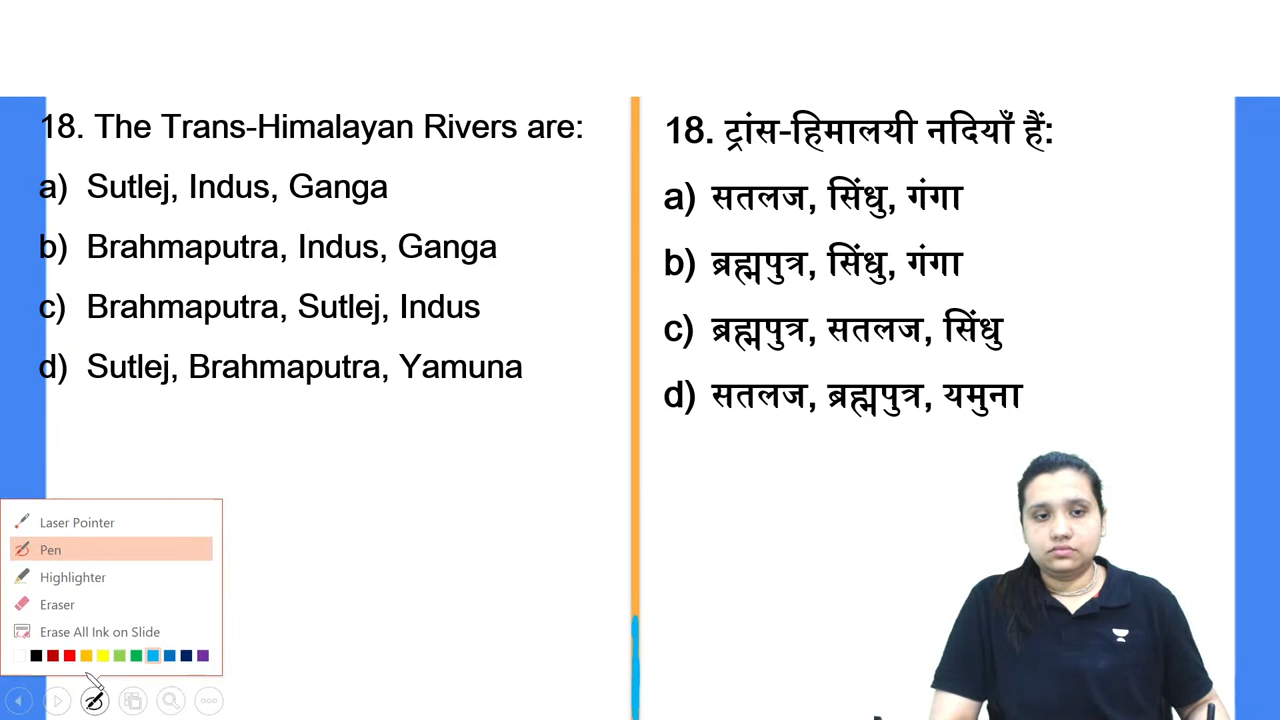 18. The Trans-Himalayan Rivers are:
a) Sutlej, Indus, Ganga
b) Brahmaputra, Indus, Ganga
c) Brahmaputra, Sutlej, Indus
d) Sutlej, Brahmaputra, Yamuna
18. ट्रांस-हिमालयी नदियाँ हैं:
a) सतलज, सिंधु, गंगा
b) ब्रह्मपुत्र, सिंधु, गंगा
c) ब्रह्मपुत्र, सतलज, सिंधु
d) सतलज, ब्रह्मपुत्र, यमुना
Laser Pointer
Pen
Highlighter
Eraser
Erase All Ink on Slide